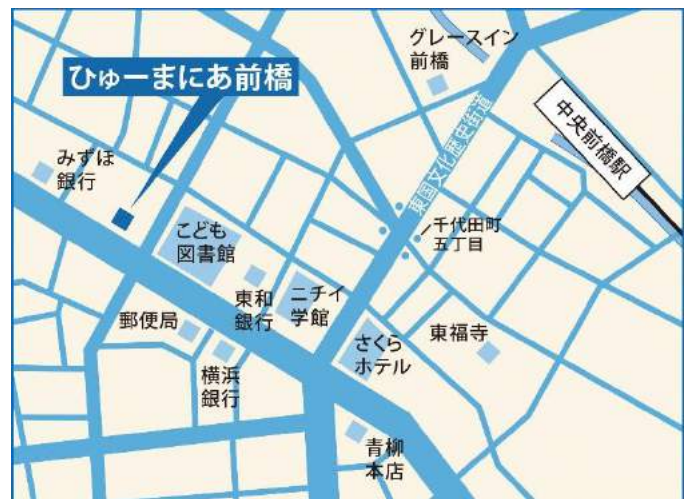 グレースイン
前橋
ひゅーまにあ前橋
中央前橋駅
みずほ
銀行
東国文化歴史街道
千代田町
五丁目
こども
図書館
東和
銀行
ニチイ
学館
郵便局
さくら
ホテル
東福寺
横浜
銀行
青柳
本店